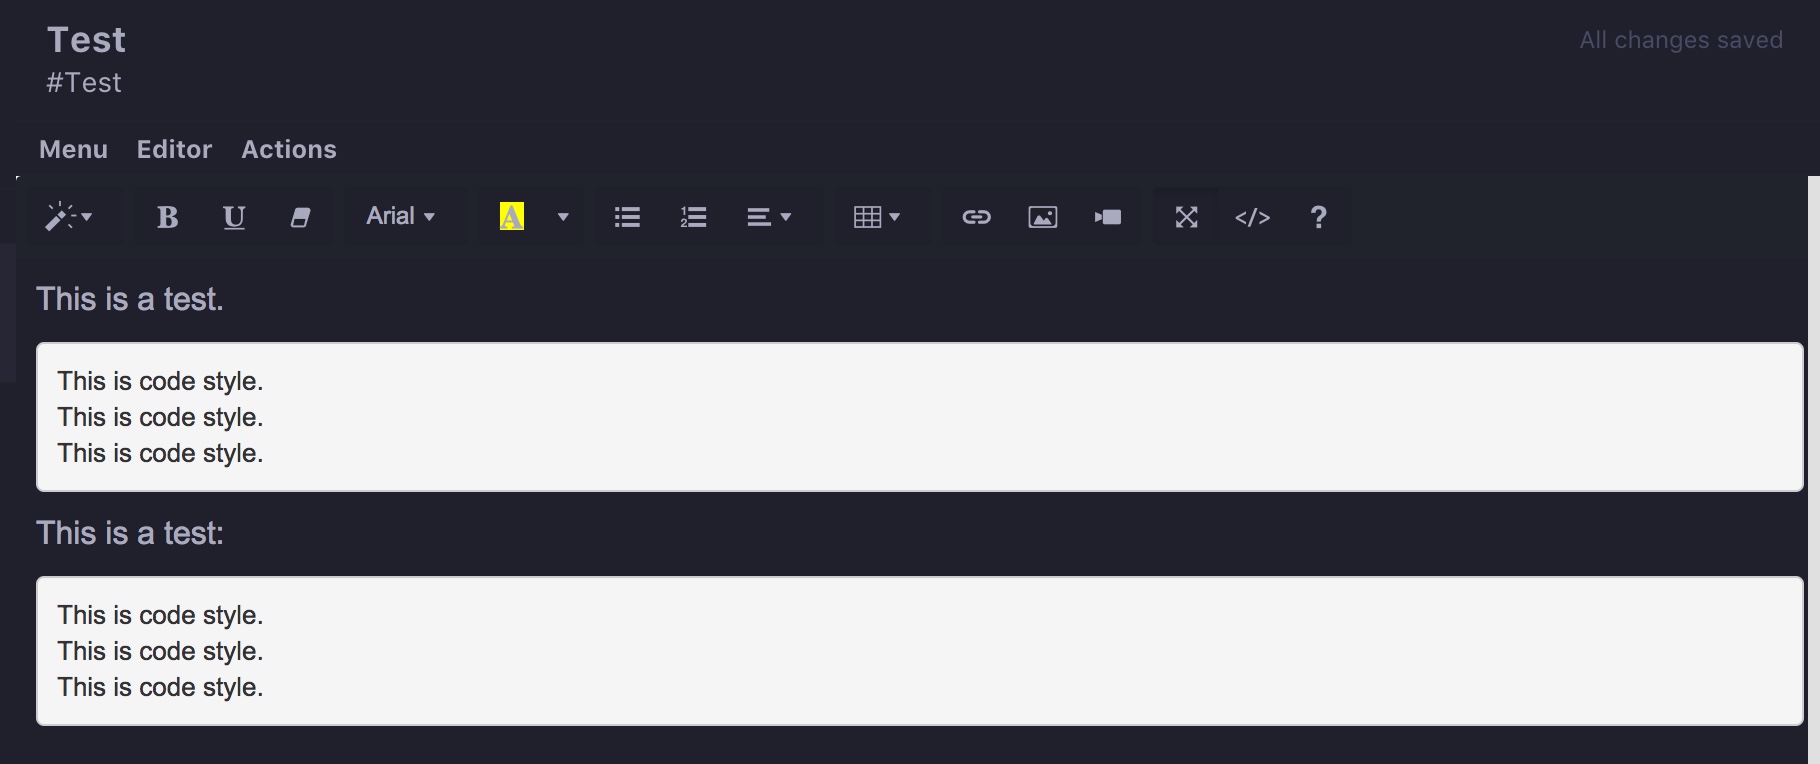 Test
All changes saved
#Test
Menu Editor Actions
B U Arial A </> ?
This is a test.
This is code style.
This is code style.
This is code style.
This is a test:
This is code style.
This is code style.
This is code style.